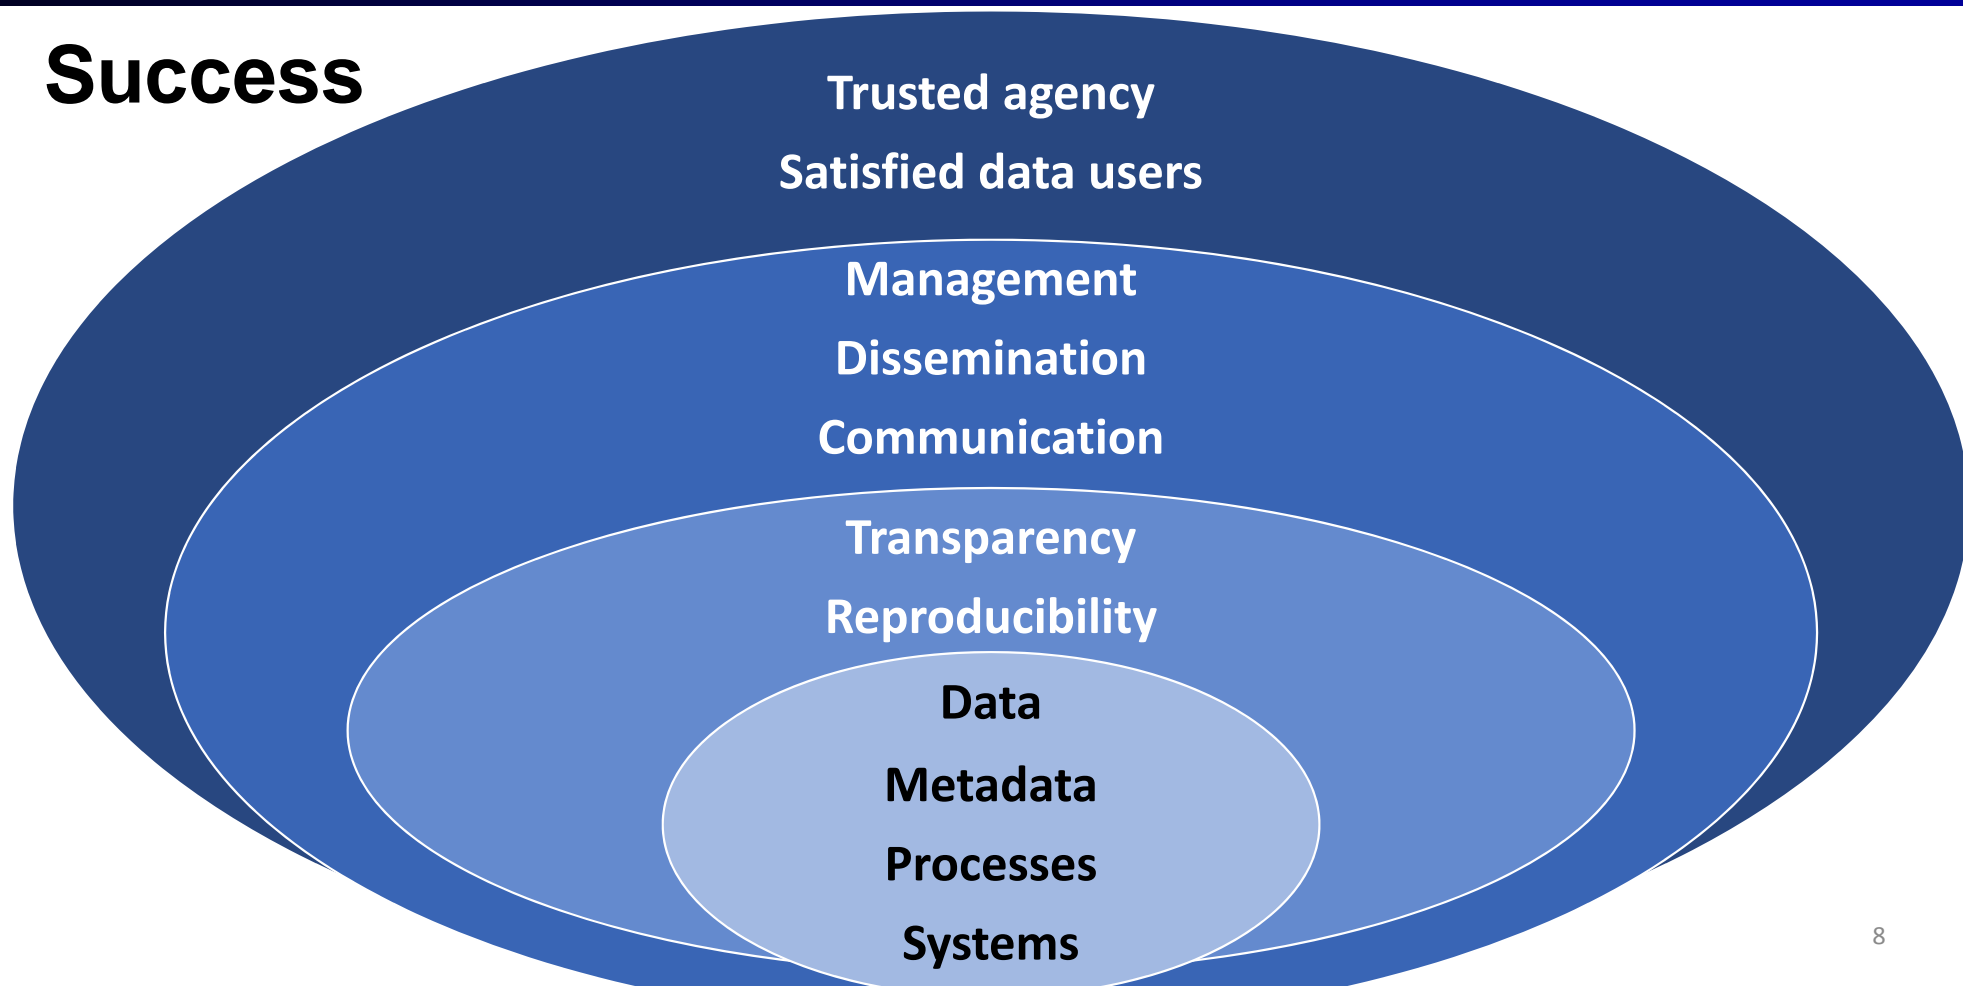 Success
Trusted agency
Satisfied data users
Management
Dissemination
Communication
Transparency
Reproducibility
Data
Metadata
Processes
Systems
8